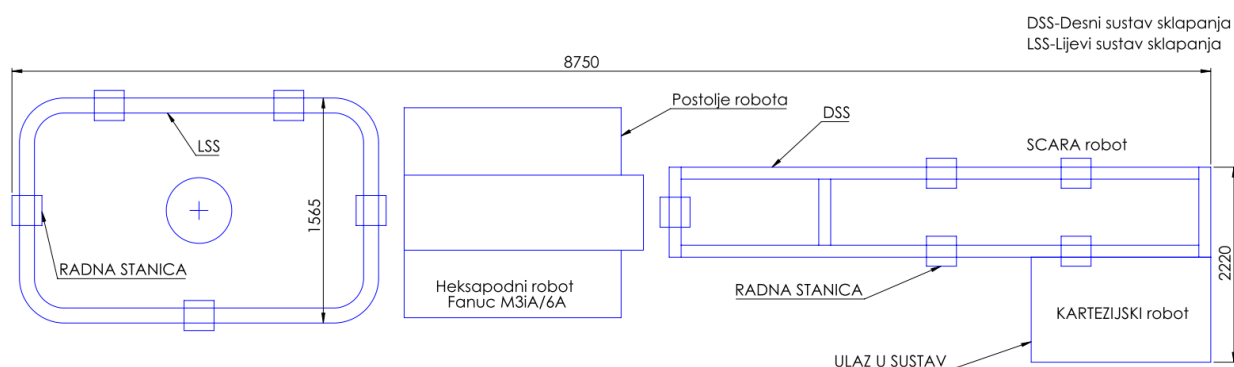 DSS-Desni sustav sklapanja
LSS-Lijevi sustav sklapanja
8750
Postolje robota
DSS
LSS
SCARA robot
1565
RADNA STANICA
Heksapodni robot
Fanuc M3iA/6A
RADNA STANICA
2220
KARTEZIJSKI robot
ULAZ U SUSTAV